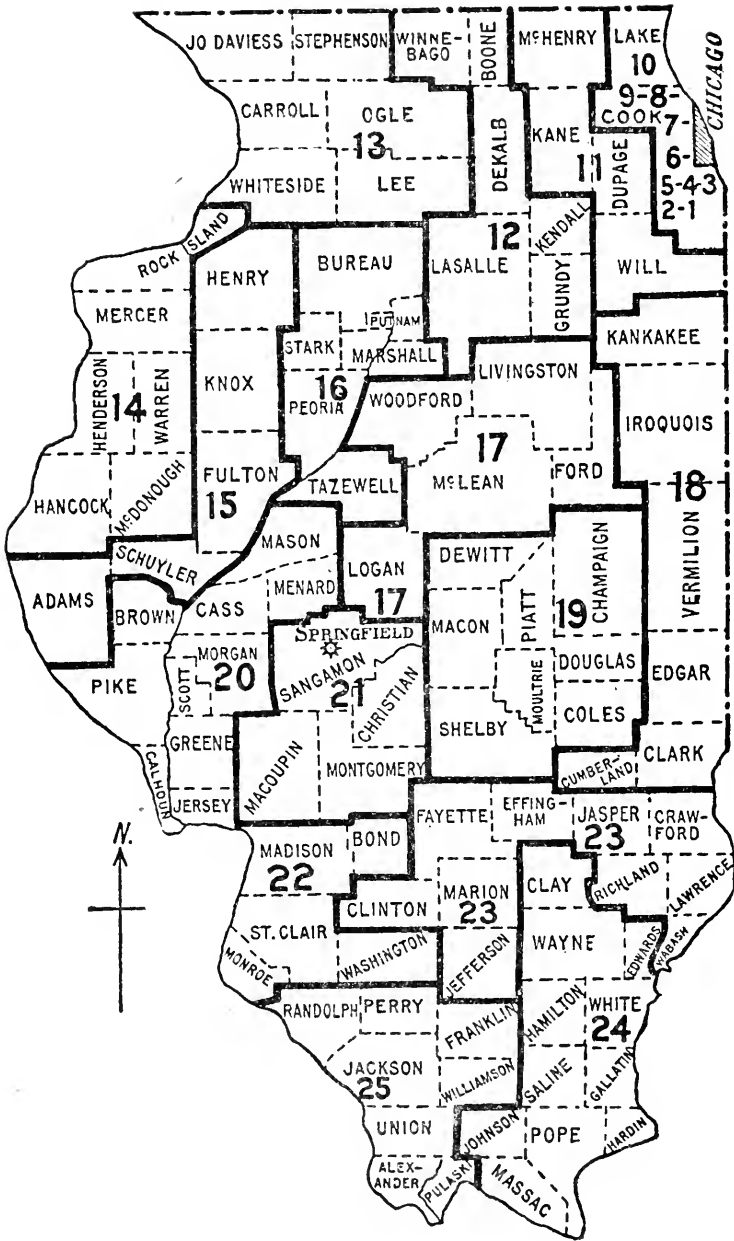 JO DAVIESS
STEPHENSON
WINNE-
BAGO
BOONE
McHENRY
LAKE
10
CHICAGO
CARROLL
OGLE
13
DEKALB
KANE
11
9-8-
COOK
7-
6-
5-4-3
2-1
DUPAGE
WHITESIDE
LEE
ROCK ISLAND
HENRY
BUREAU
LASALLE
12
KENDALL
GRUNDY
WILL
MERCER
PUTNAM
STARK
MARSHALL
KANKAKEE
HENDERSON
14
WARREN
KNOX
16
PEORIA
WOODFORD
LIVINGSTON
IROQUOIS
17
HANCOCK
McDONOUGH
FULTON
15
TAZEWELL
McLEAN
FORD
18
SCHUYLER
MASON
LOGAN
17
DEWITT
CHAMPAIGN
VERMILION
ADAMS
BROWN
CASS
MENARD
MACON
PIATT
19
SPRINGFIELD
PIKE
SCOTT
MORGAN
20
SANGAMON
21
CHRISTIAN
MOULTRIE
DOUGLAS
EDGAR
SHELBY
COLES
GREENE
CALHOUN
JERSEY
MACOUPIN
MONTGOMERY
CUMBER-
LAND
CLARK
N.
MADISON
22
BOND
FAYETTE
EFFING-
HAM
JASPER
23
CRAW-
FORD
CLINTON
MARION
23
CLAY
RICHLAND
LAWRENCE
ST. CLAIR
MONROE
WASHINGTON
JEFFERSON
WAYNE
EDWARDS
WABASH
RANDOLPH
PERRY
FRANKLIN
HAMILTON
WHITE
24
JACKSON
25
WILLIAMSON
SALINE
GALLATIN
UNION
JOHNSON
POPE
HARDIN
ALEX-
ANDER
PULASKI
MASSAC